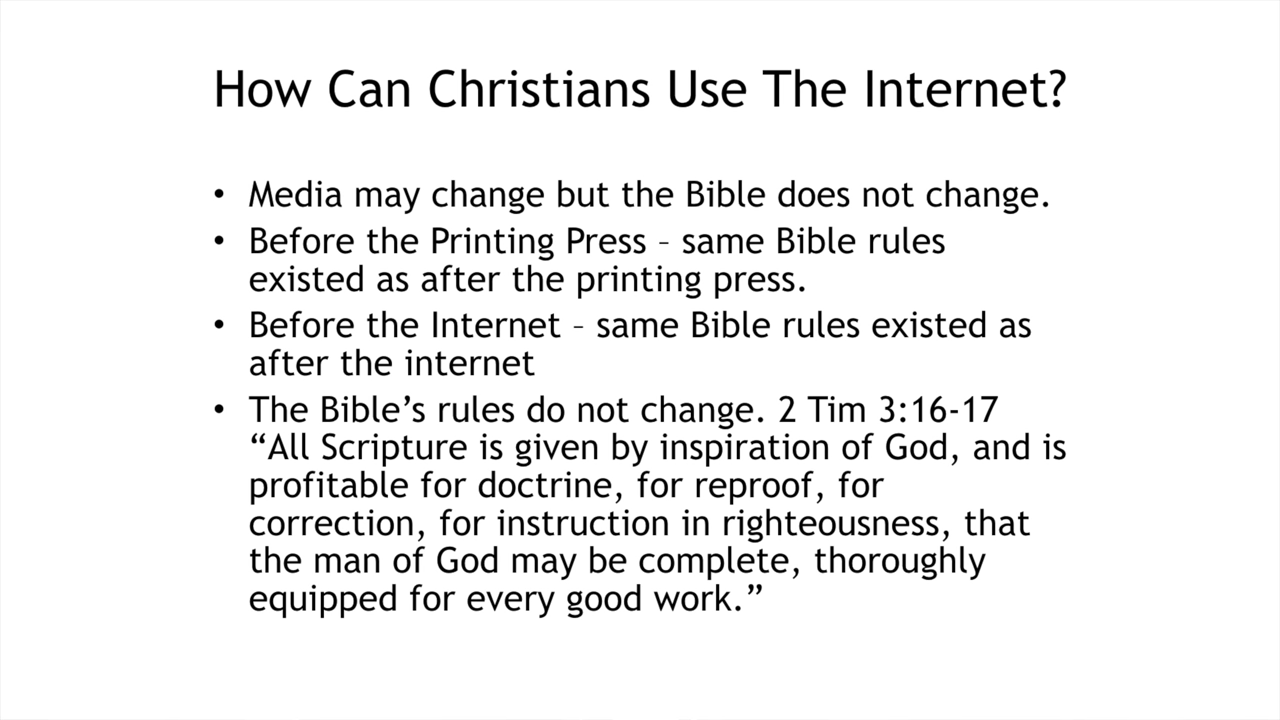 How Can Christians Use The Internet?
• Media may change but the Bible does not change.
• Before the Printing Press – same Bible rules
existed as after the printing press.
• Before the Internet – same Bible rules existed as
after the internet
• The Bible’s rules do not change. 2 Tim 3:16-17
“All Scripture is given by inspiration of God, and is
profitable for doctrine, for reproof, for
correction, for instruction in righteousness, that
the man of God may be complete, thoroughly
equipped for every good work.”